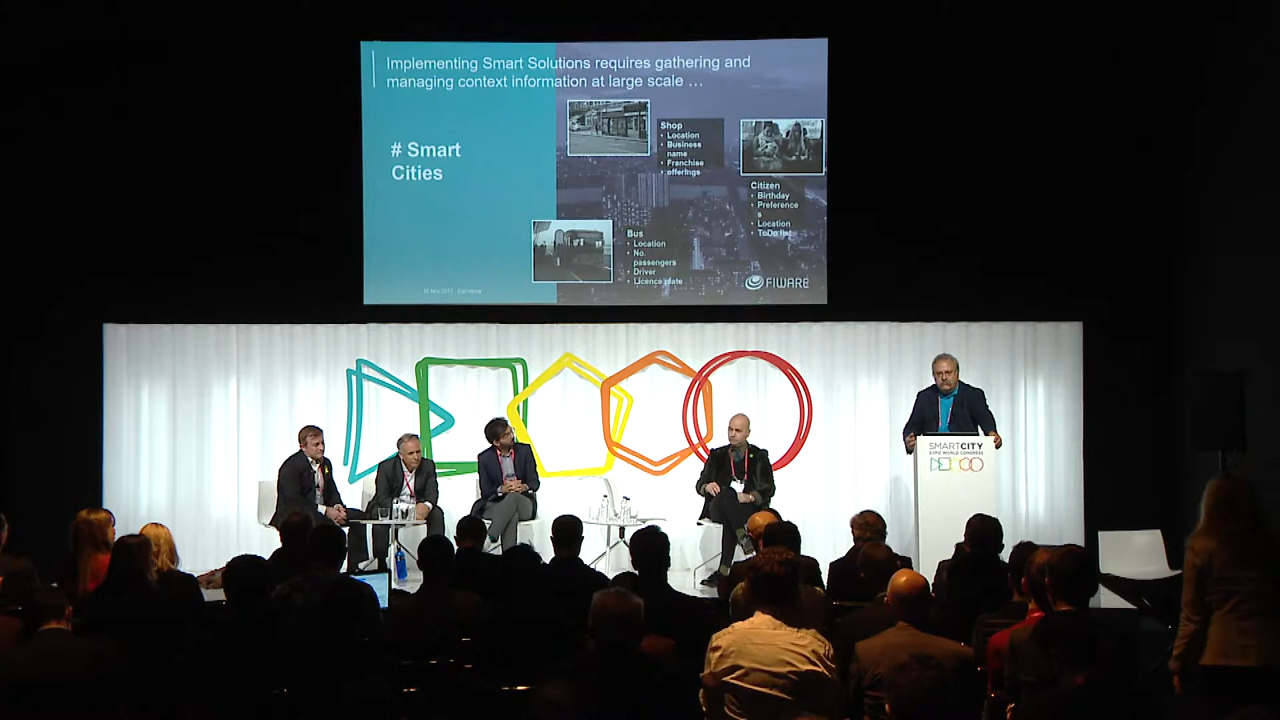 Implementing Smart Solutions requires gathering and
managing context information at large scale …
# Smart
Cities
Shop
• Location
• Business
name
• Franchise
• offerings
Citizen
• Birthday
• Preference
s
• Location
• ToDo list
Bus
• Location
• No.
passengers
• Driver
• Licence plate
FIWARE
SMARTCITY
EXPO WORLD CONGRESS